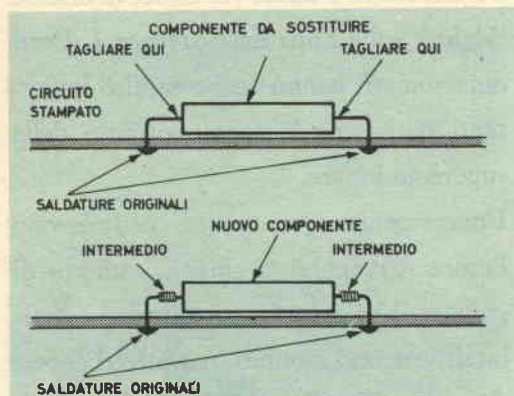 COMPONENTE DA SOSTITUIRE
TAGLIARE QUI
TAGLIARE QUI
CIRCUITO
STAMPATO
SALDATURE ORIGINALI
NUOVO COMPONENTE
INTERMEDIO
INTERMEDIO
SALDATURE ORIGINALI